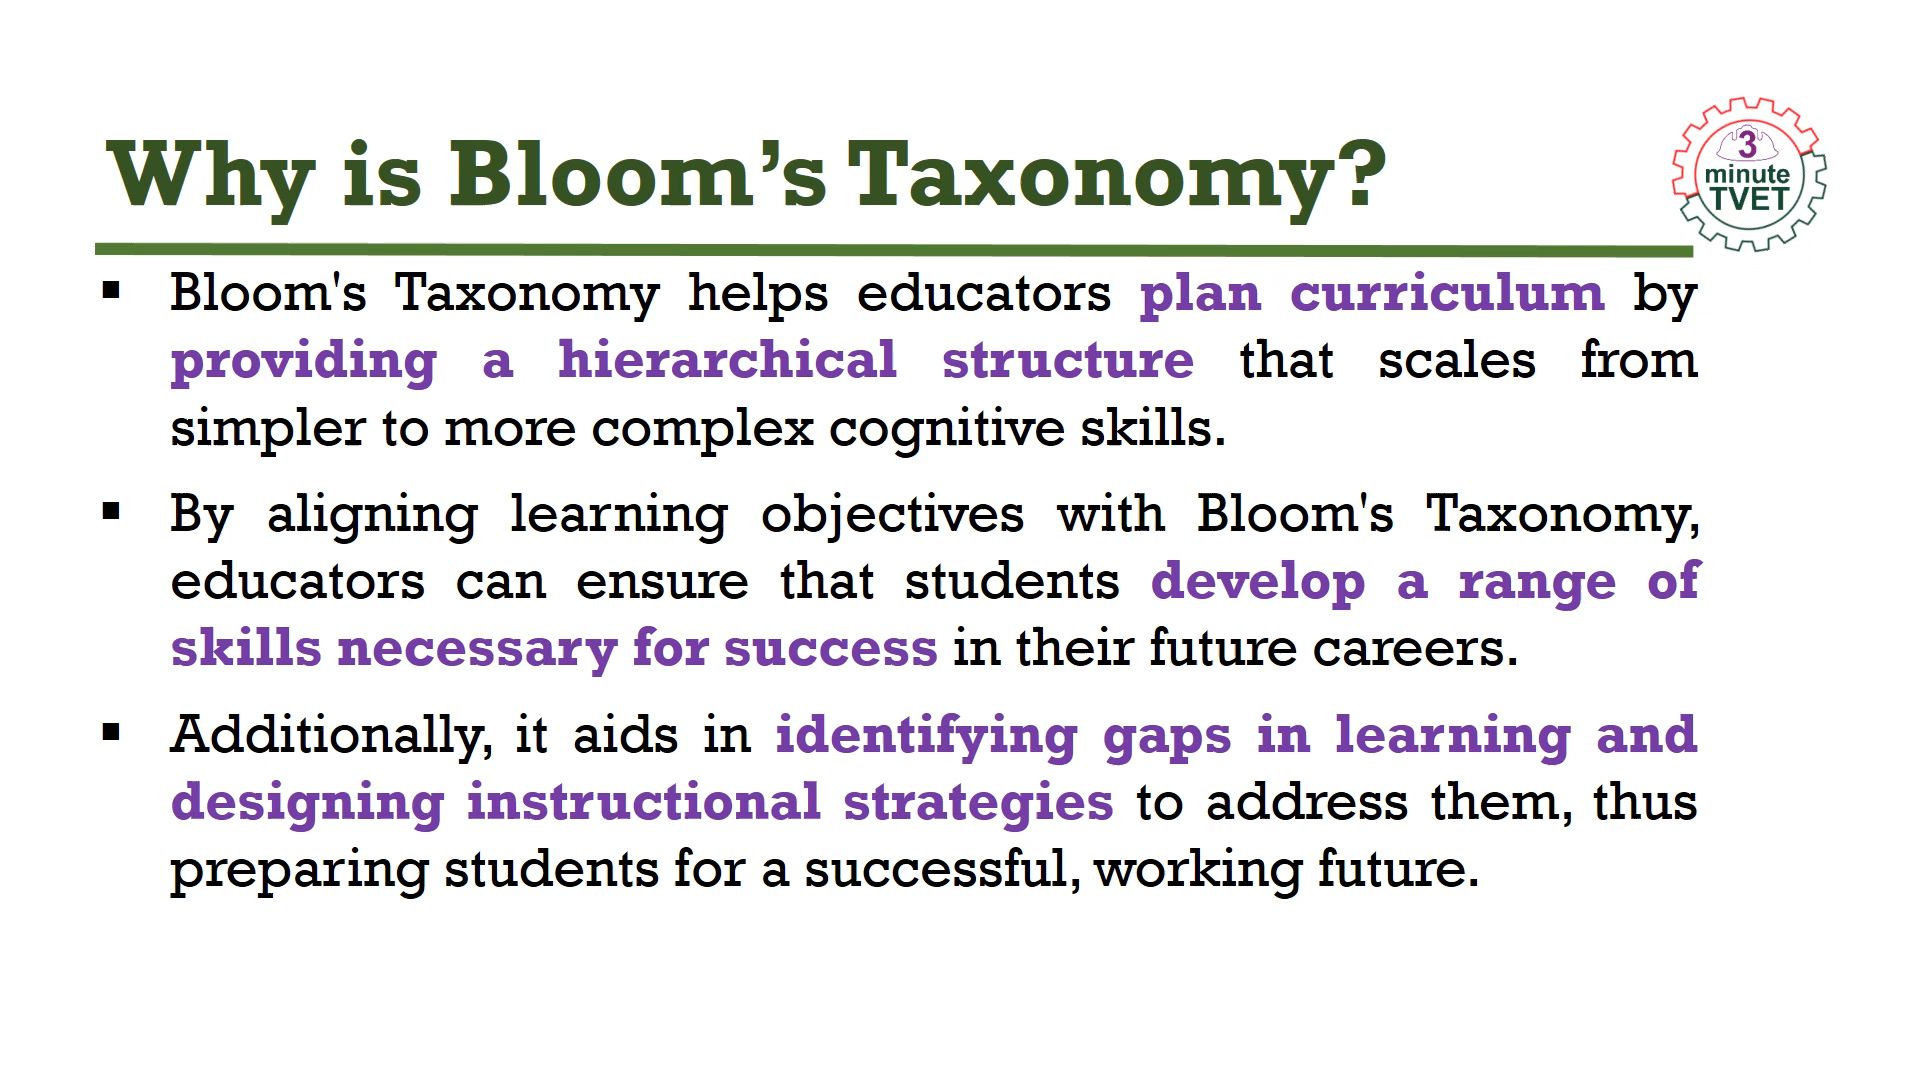 Why is Bloom’s Taxonomy?
3
minute
TVET
▪ Bloom's Taxonomy helps educators plan curriculum by
providing a hierarchical structure that scales from
simpler to more complex cognitive skills.
▪ By aligning learning objectives with Bloom's Taxonomy,
educators can ensure that students develop a range of
skills necessary for success in their future careers.
▪ Additionally, it aids in identifying gaps in learning and
designing instructional strategies to address them, thus
preparing students for a successful, working future.